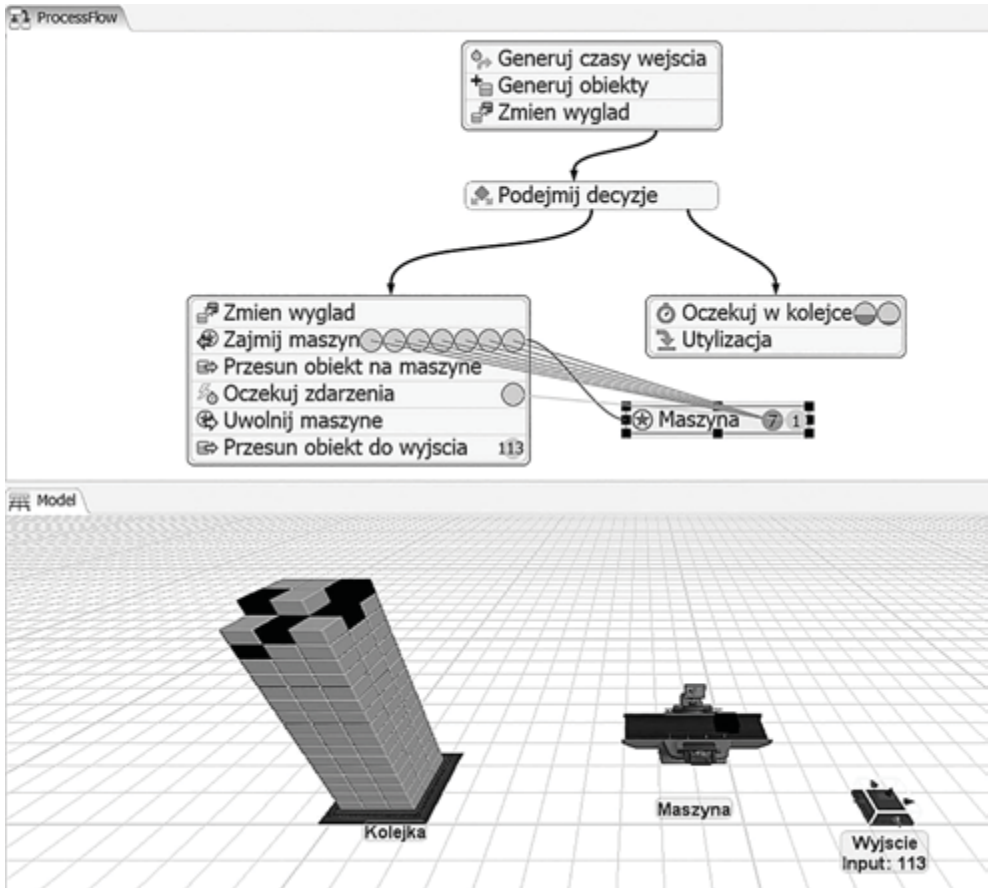 ProcessFlow
Generuj czasy wejscia
Generuj obiekty
Zmien wyglad
Podejmij decyzje
Zmien wyglad
Zajmij maszyn
Przesun obiekt na maszyne
Oczekuj zdarzenia
Uwolnij maszyne
Przesun obiekt do wyjscia 113
Oczekuj w kolejce
Utylizacja
Maszyna 7 1
Model
Kolejka
Maszyna
Wyjscie
Input: 113